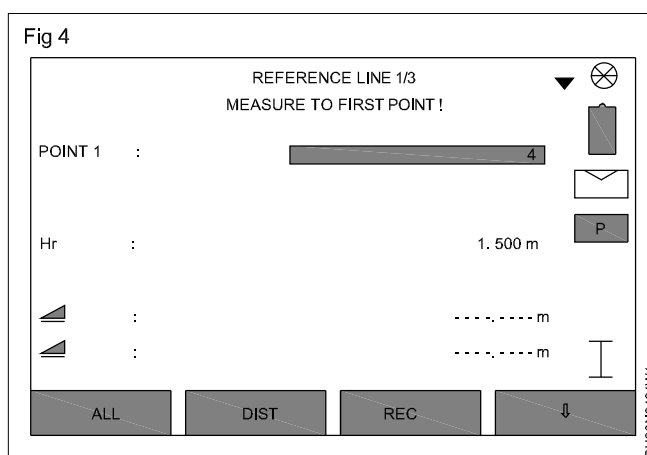 Fig 4
REFERENCE LINE 1/3
MEASURE TO FIRST POINT !
POINT 1 : 4
P
Hr : 1. 500 m
: - - - -. - - - - m
: - - - -. - - - - m
ALL DIST REC ⇩